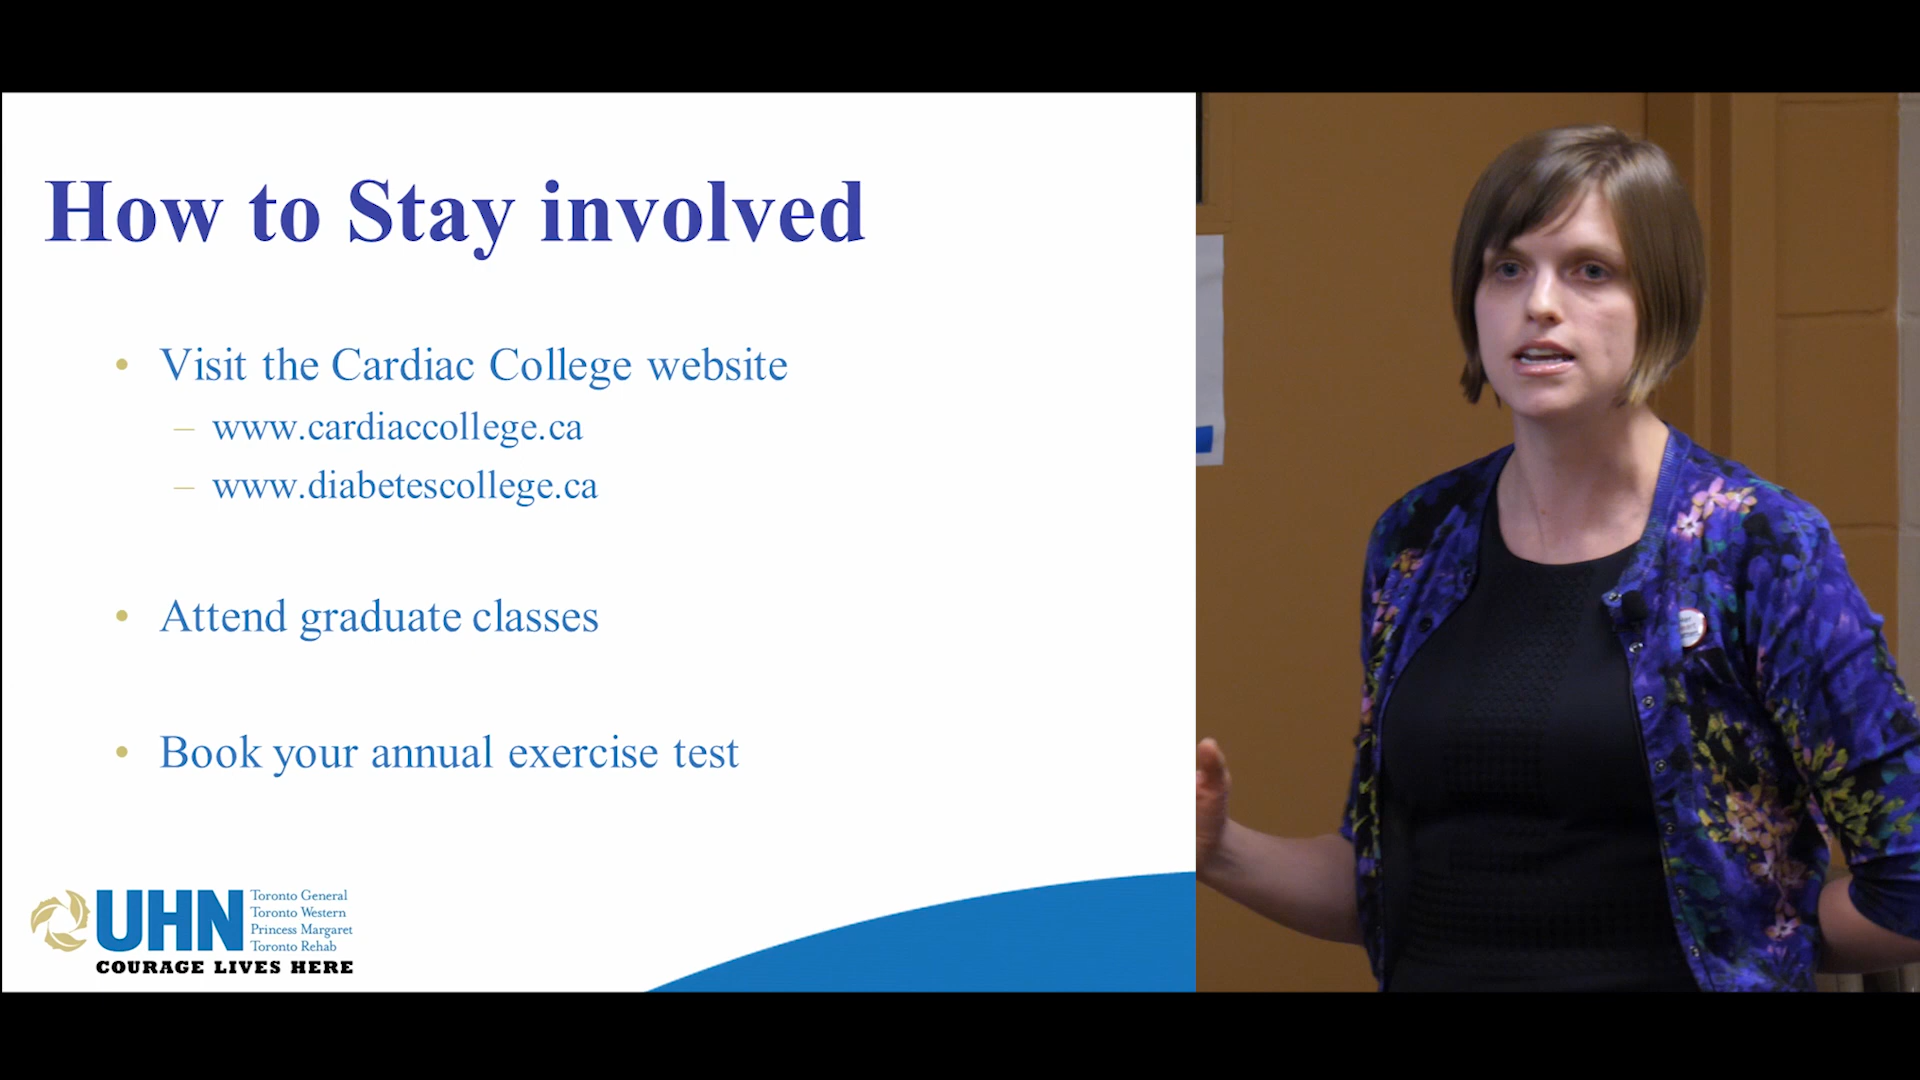 How to Stay involved
• Visit the Cardiac College website
– www.cardiaccollege.ca
– www.diabetescollege.ca
• Attend graduate classes
• Book your annual exercise test
UHN
Toronto General
Toronto Western
Princess Margaret
Toronto Rehab
COURAGE LIVES HERE